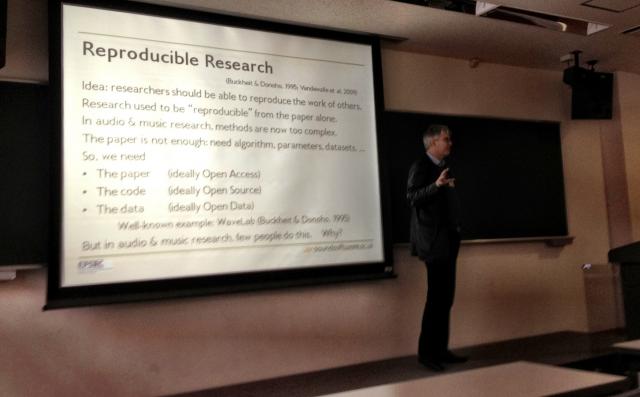 Reproducible Research
(Buckheit & Donoho, 1995; Vandewalle et al, 2009)
Idea: researchers should be able to reproduce the work of others.
Research used to be "reproducible" from the paper alone.
In audio & music research, methods are now too complex.
The paper is not enough: need algorithm, parameters, datasets, ...
So, we need
• The paper (ideally Open Access)
• The code (ideally Open Source)
• The data (ideally Open Data)
Well-known example: WaveLab (Buckheit & Donoho, 1995)
But in audio & music research, few people do this. Why?
soundsoftware.ac.uk
EPSRC